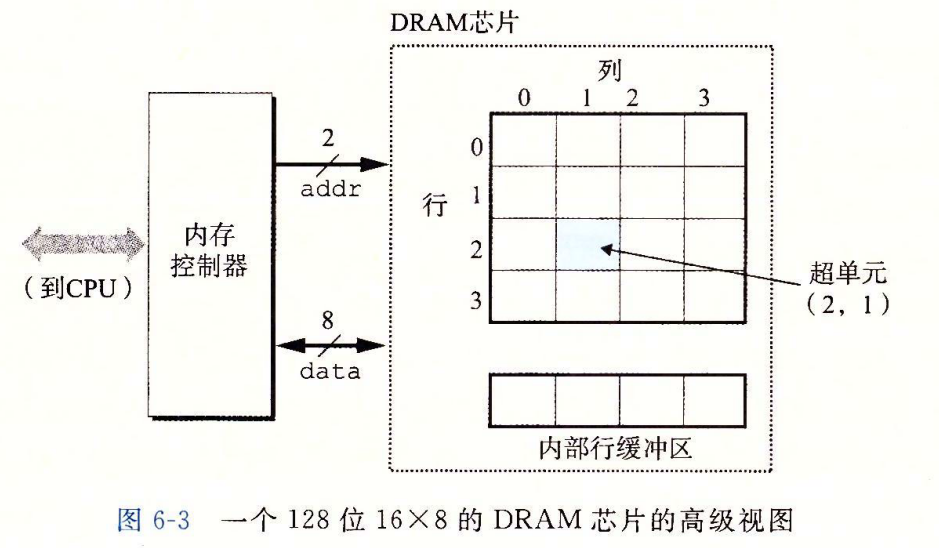 DRAM芯片
列
0 1 2 3
2
addr
0
1
行
2
3
内存
控制器
(到CPU)
超单元
(2, 1)
8
data
内部行缓冲区
图 6-3 一个 128 位 16×8 的 DRAM 芯片的高级视图